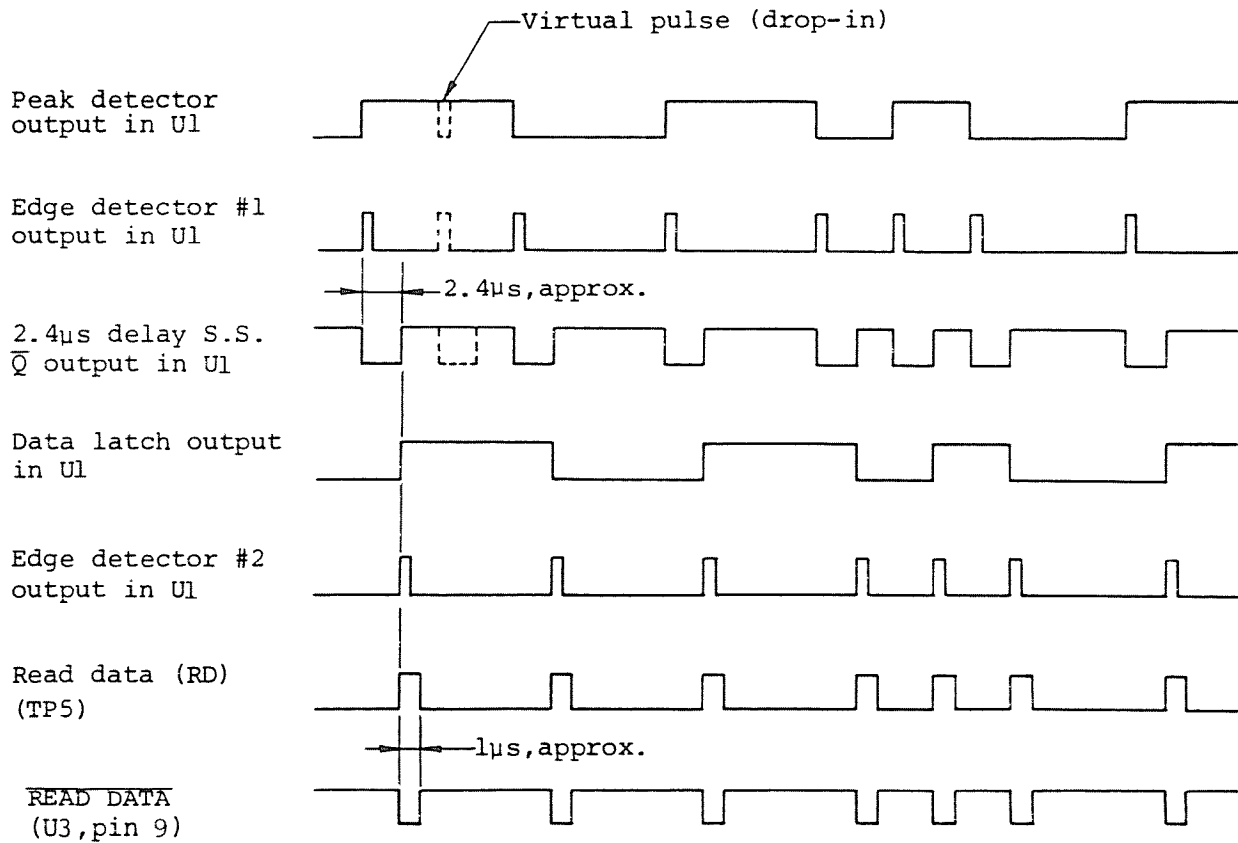 Virtual pulse (drop-in)
Peak detector
output in U1
Edge detector #1
output in U1
2.4μs,approx.
2.4μs delay S.S.
Q̅ output in U1
Data latch output
in U1
Edge detector #2
output in U1
Read data (RD)
(TP5)
1μs,approx.
R̅E̅A̅D̅ ̅D̅A̅T̅A̅
(U3,pin 9)